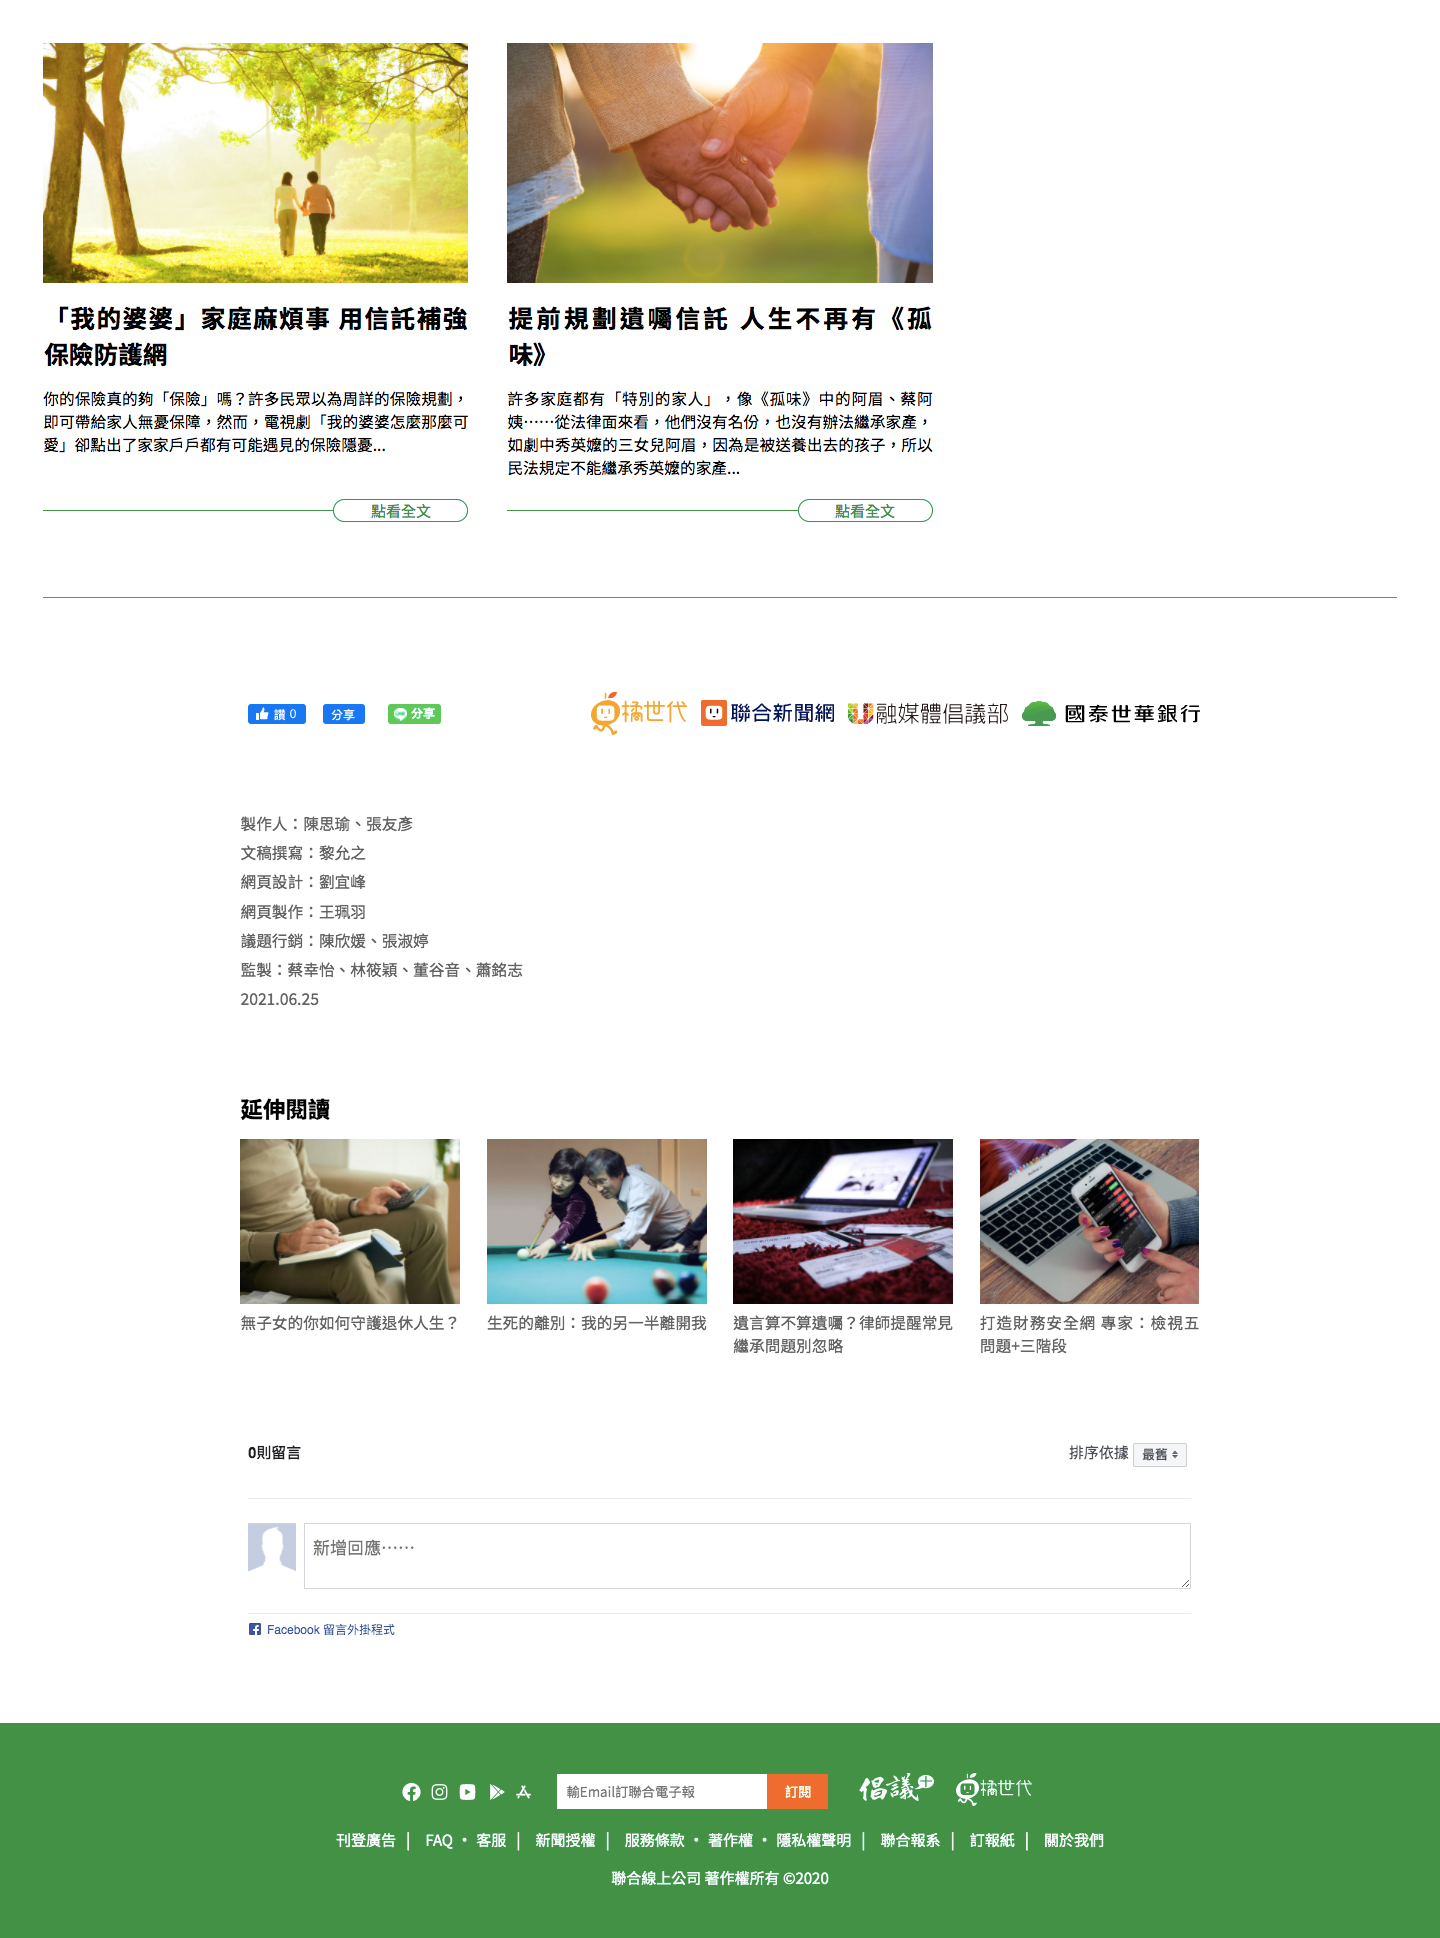 「我的婆婆」家庭麻煩事 用信託補強
保險防護網
你的保險真的夠「保險」嗎？許多民眾以為周詳的保險規劃，
即可帶給家人無憂保障，然而，電視劇「我的婆婆怎麼那麼可
愛」卻點出了家家戶戶都有可能遇見的保險隱憂...
點看全文
提前規劃遺囑信託 人生不再有《孤
味》
許多家庭都有「特別的家人」，像《孤味》中的阿眉、蔡阿
姨⋯⋯從法律面來看，他們沒有名份，也沒有辦法繼承家產，
如劇中秀英嬤的三女兒阿眉，因為是被送養出去的孩子，所以
民法規定不能繼承秀英嬤的家產...
點看全文
讚 0
分享
分享
橘世代
聯合新聞網
融媒體倡議部
國泰世華銀行
製作人：陳思瑜、張友彥
文稿撰寫：黎允之
網頁設計：劉宜峰
網頁製作：王珮羽
議題行銷：陳欣媛、張淑婷
監製：蔡幸怡、林筱穎、董谷音、蕭銘志
2021.06.25
延伸閱讀
無子女的你如何守護退休人生？
生死的離別：我的另一半離開我
遺言算不算遺囑？律師提醒常見
繼承問題別忽略
打造財務安全網 專家：檢視五
問題+三階段
0則留言
排序依據 最舊
新增回應⋯⋯
Facebook 留言外掛程式
輸Email訂聯合電子報
訂閱
倡議
橘世代
刊登廣告 | FAQ ・ 客服 | 新聞授權 | 服務條款 ・ 著作權 ・ 隱私權聲明 | 聯合報系 | 訂報紙 | 關於我們
聯合線上公司 著作權所有 ©2020